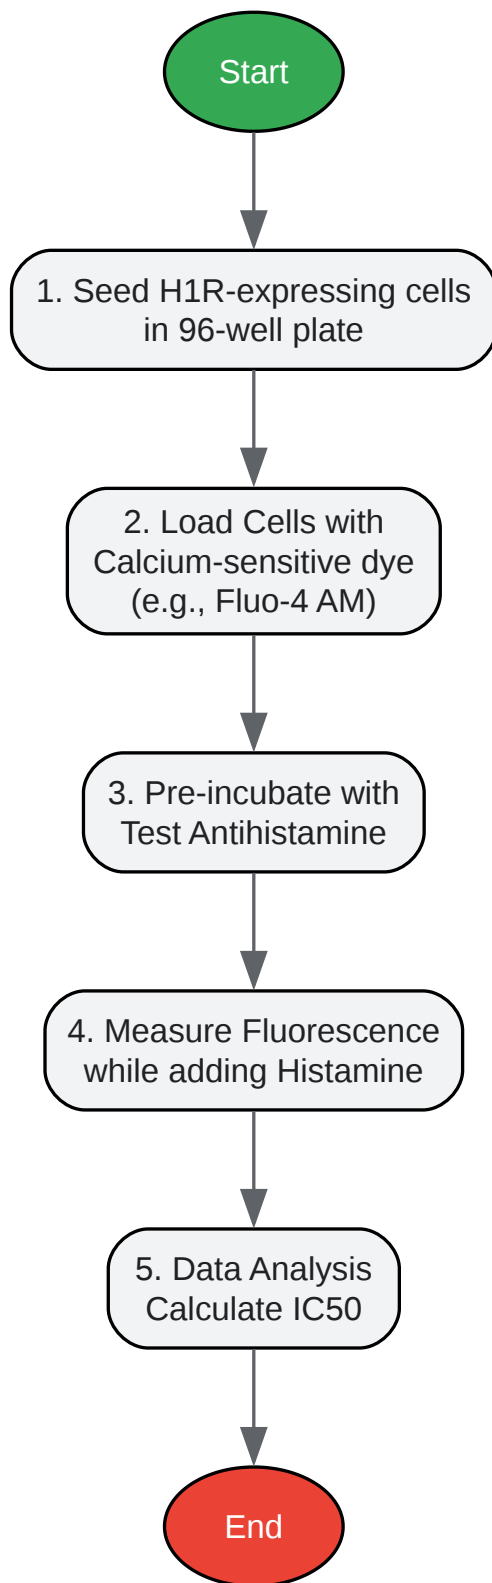 Start
1. Seed H1R-expressing cells
in 96-well plate
2. Load Cells with
Calcium-sensitive dye
(e.g., Fluo-4 AM)
3. Pre-incubate with
Test Antihistamine
4. Measure Fluorescence
while adding Histamine
5. Data Analysis
Calculate IC50
End